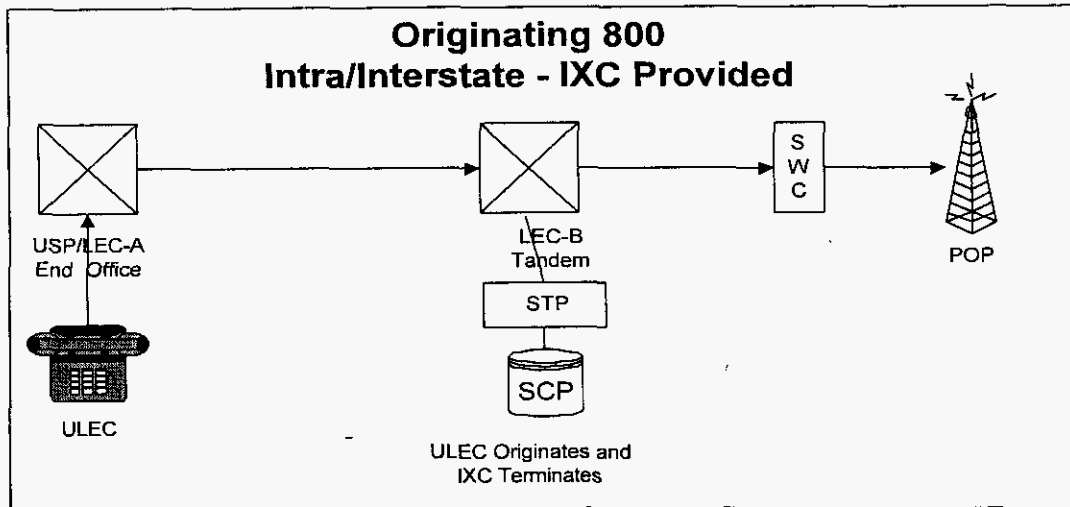 Originating 800
Intra/Interstate - IXC Provided
S
W
C
USP/LEC-A
End Office
LEC-B
Tandem
POP
STP
SCP
ULEC
ULEC Originates and
IXC Terminates